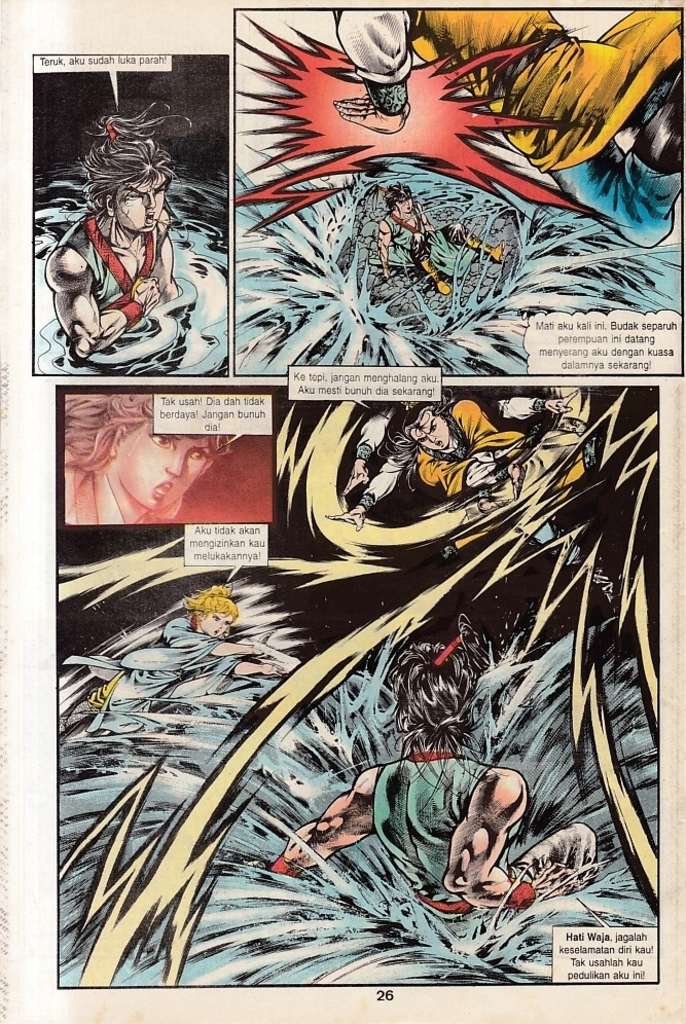 Teruk, aku sudah luka parah!
Mati aku kali ini. Budak separuh
perempuan ini datang
menyerang aku dengan kuasa
dalamnya sekarang!
Ke tepi, jangan menghalang aku.
Aku mesti bunuh dia sekarang!
Tak usah! Dia dah tidak
berdaya! Jangan bunuh
dia!
Aku tidak akan
mengizinkan kau
melukakannya!
Hati Waja, jagalah
keselamatan diri kau!
Tak usahlah kau
pedulikan aku ini!
26